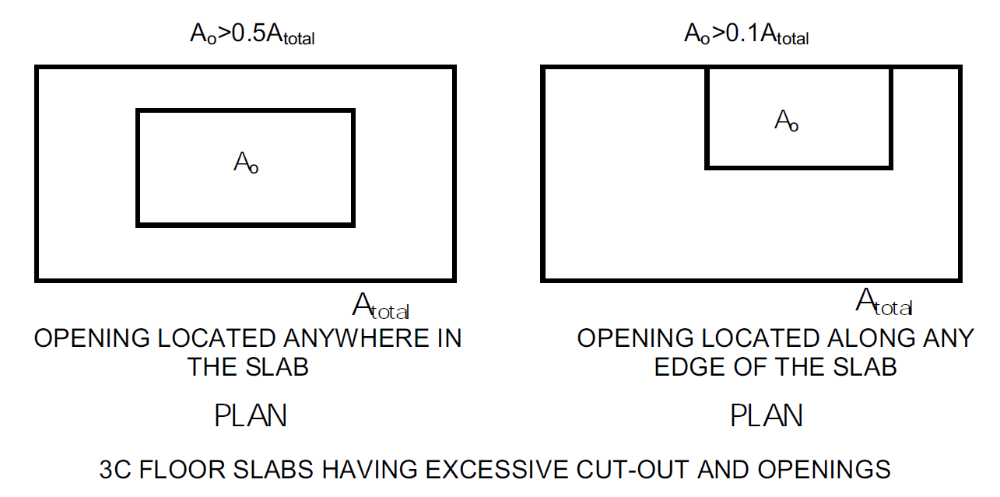 Ao>0.5Atotal
Ao
Atotal
OPENING LOCATED ANYWHERE IN
THE SLAB
PLAN
Ao>0.1Atotal
Ao
Atotal
OPENING LOCATED ALONG ANY
EDGE OF THE SLAB
PLAN
3C FLOOR SLABS HAVING EXCESSIVE CUT-OUT AND OPENINGS